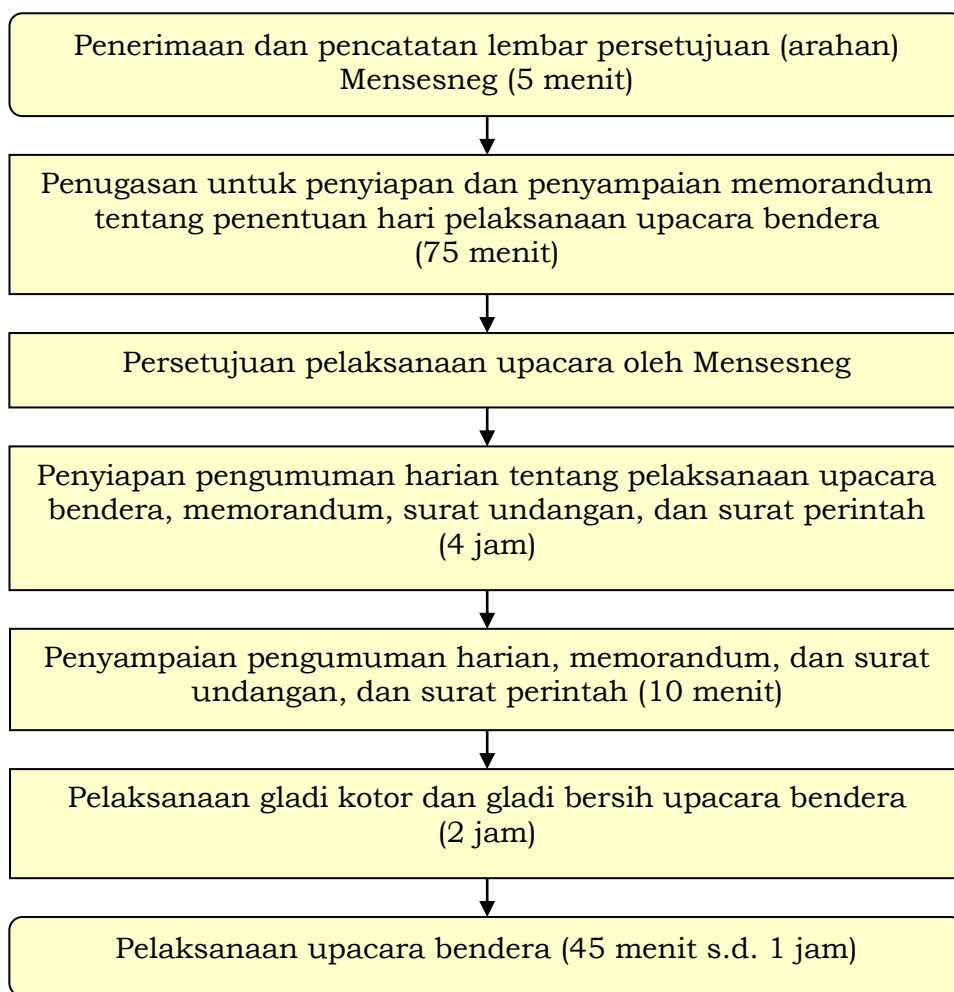 Penerimaan dan pencatatan lembar persetujuan (arahan)
Mensesneg (5 menit)
Penugasan untuk penyiapan dan penyampaian memorandum
tentang penentuan hari pelaksanaan upacara bendera
(75 menit)
Persetujuan pelaksanaan upacara oleh Mensesneg
Penyiapan pengumuman harian tentang pelaksanaan upacara
bendera, memorandum, surat undangan, dan surat perintah
(4 jam)
Penyampaian pengumuman harian, memorandum, dan surat
undangan, dan surat perintah (10 menit)
Pelaksanaan gladi kotor dan gladi bersih upacara bendera
(2 jam)
Pelaksanaan upacara bendera (45 menit s.d. 1 jam)